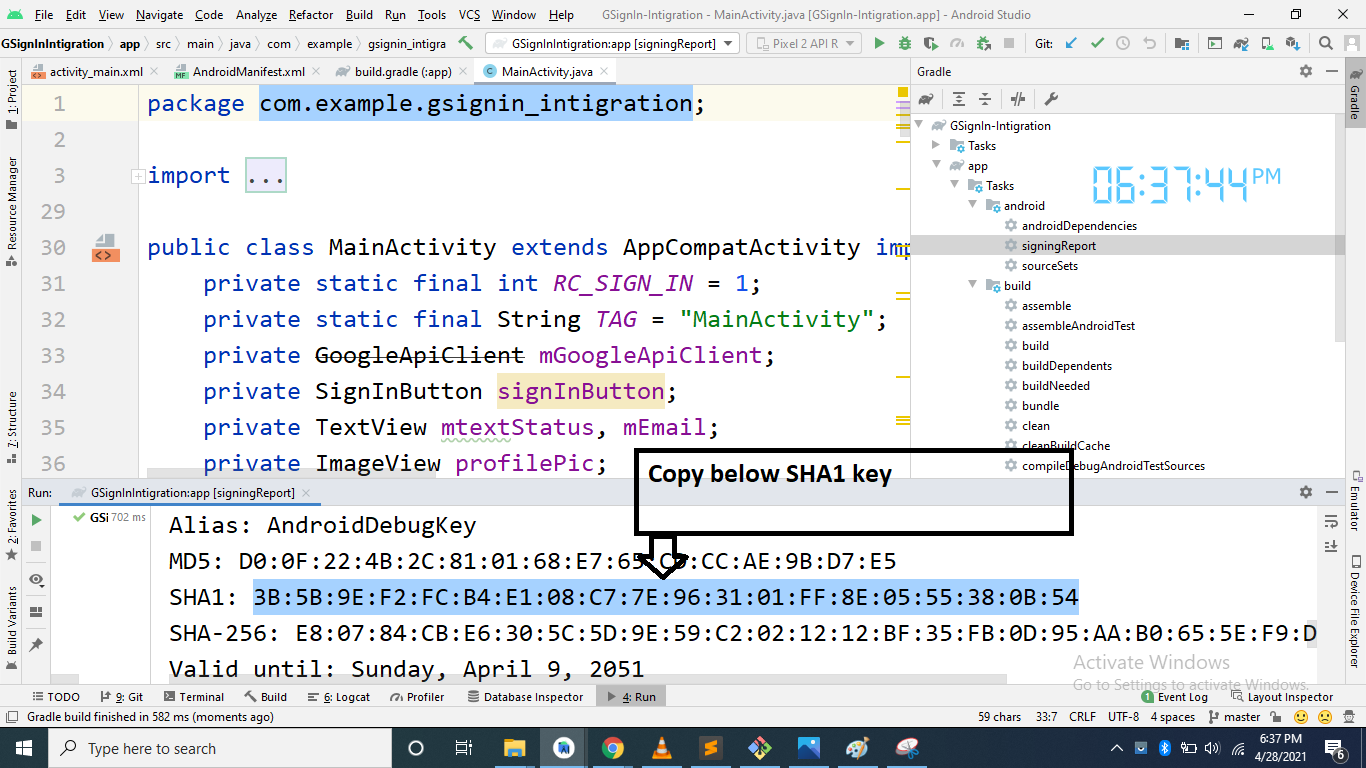 File Edit View Navigate Code Analyze Refactor Build Run Tools VCS Window Help GSignIn-Intigration - MainActivity.java [GSignIn-Intigration.app] - Android Studio
GSignInIntigration app src main java com example gsignin_intigra GSignInIntigration:app [signingReport] Pixel 2 API R Git:
activity_main.xml AndroidManifest.xml build.gradle (:app) MainActivity.java Gradle
1: Project
Resource Manager
7: Structure
2: Favorites
Build Variants
1 package com.example.gsignin_intigration;
2
3 import ...
29
30 public class MainActivity extends AppCompatActivity imp
31 private static final int RC_SIGN_IN = 1;
32 private static final String TAG = "MainActivity";
33 private GoogleApiClient mGoogleApiClient;
34 private SignInButton signInButton;
35 private TextView mtextStatus, mEmail;
36 private ImageView profilePic;
GSignIn-Intigration
Tasks
app
Tasks
android
androidDependencies
signingReport
sourceSets
build
assemble
assembleAndroidTest
build
buildDependents
buildNeeded
bundle
clean
cleanBuildCache
compileDebugAndroidTestSources
06:37:44 PM
Gradle
Emulator
Device File Explorer
Copy below SHA1 key
Run: GSignInIntigration:app [signingReport]
GSi 702 ms
Alias: AndroidDebugKey
MD5: D0:0F:22:4B:2C:81:01:68:E7:65: :CC:AE:9B:D7:E5
SHA1: 3B:5B:9E:F2:FC:B4:E1:08:C7:7E:96:31:01:FF:8E:05:55:38:0B:54
SHA-256: E8:07:84:CB:E6:30:5C:5D:9E:59:C2:02:12:12:BF:35:FB:0D:95:AA:B0:65:5E:F9:D
Valid until: Sunday, April 9, 2051
Activate Windows
Go to Settings to activate Windows.
TODO 9: Git Terminal Build 6: Logcat Profiler Database Inspector 4: Run 1 Event Log Layout Inspector
Gradle build finished in 582 ms (moments ago) 59 chars 33:7 CRLF UTF-8 4 spaces master
Type here to search
6:37 PM
4/28/2021
6